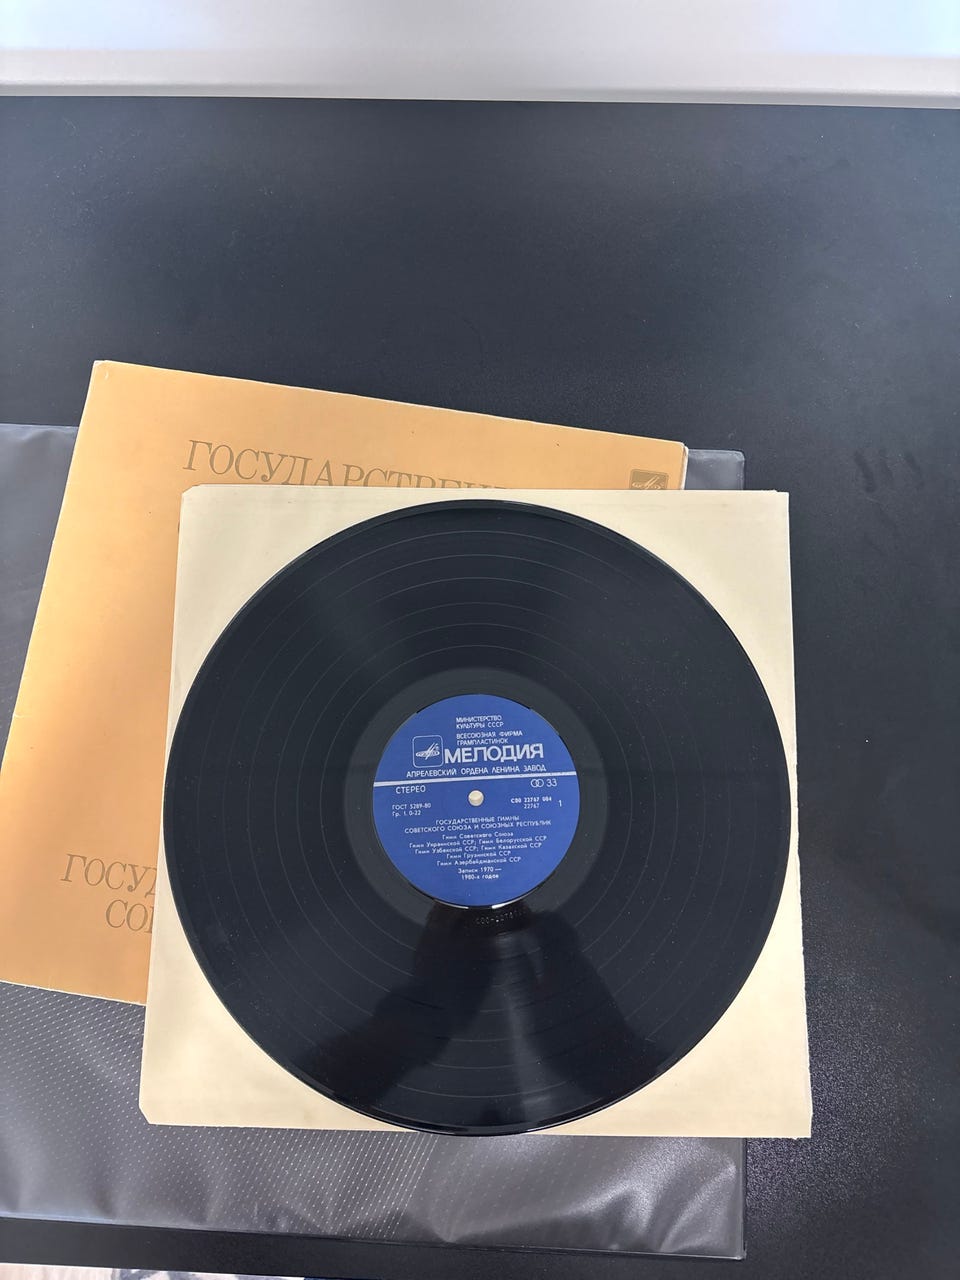 ГОСУДАРСТВЕН
МИНИСТЕРСТВО
КУЛЬТУРЫ СССР
ВСЕСОЮЗНАЯ ФИРМА
ГРАМПЛАСТИНОК
МЕЛОДИЯ
АПРЕЛЕВСКИЙ ОРДЕНА ЛЕНИНА ЗАВОД
СТЕРЕО
33
ГОСТ 5289-80
Гр. 1. 0-22
С00 22767 004
22767
1
ГОСУДАРСТВЕННЫЕ ГИМНЫ
СОВЕТСКОГО СОЮЗА И СОЮЗНЫХ РЕСПУБЛИК
Гимн Советского Союза
Гимн Украинской ССР; Гимн Белорусской ССР
Гимн Узбекской ССР; Гимн Казахской ССР
Гимн Грузинской ССР
Гимн Азербайджанской ССР
Записи 1970 —
1980-х годов
ГОСУД
СО